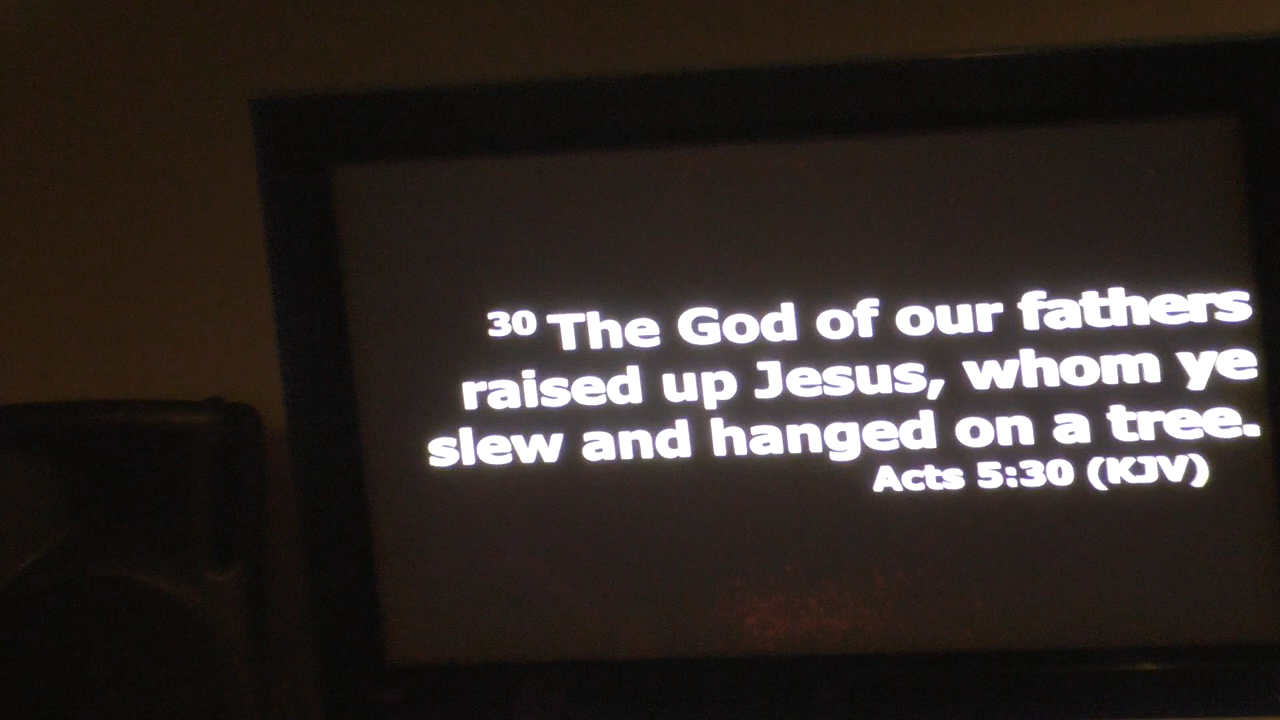 30 The God of our fathers
raised up Jesus, whom ye
slew and hanged on a tree.
Acts 5:30 (KJV)